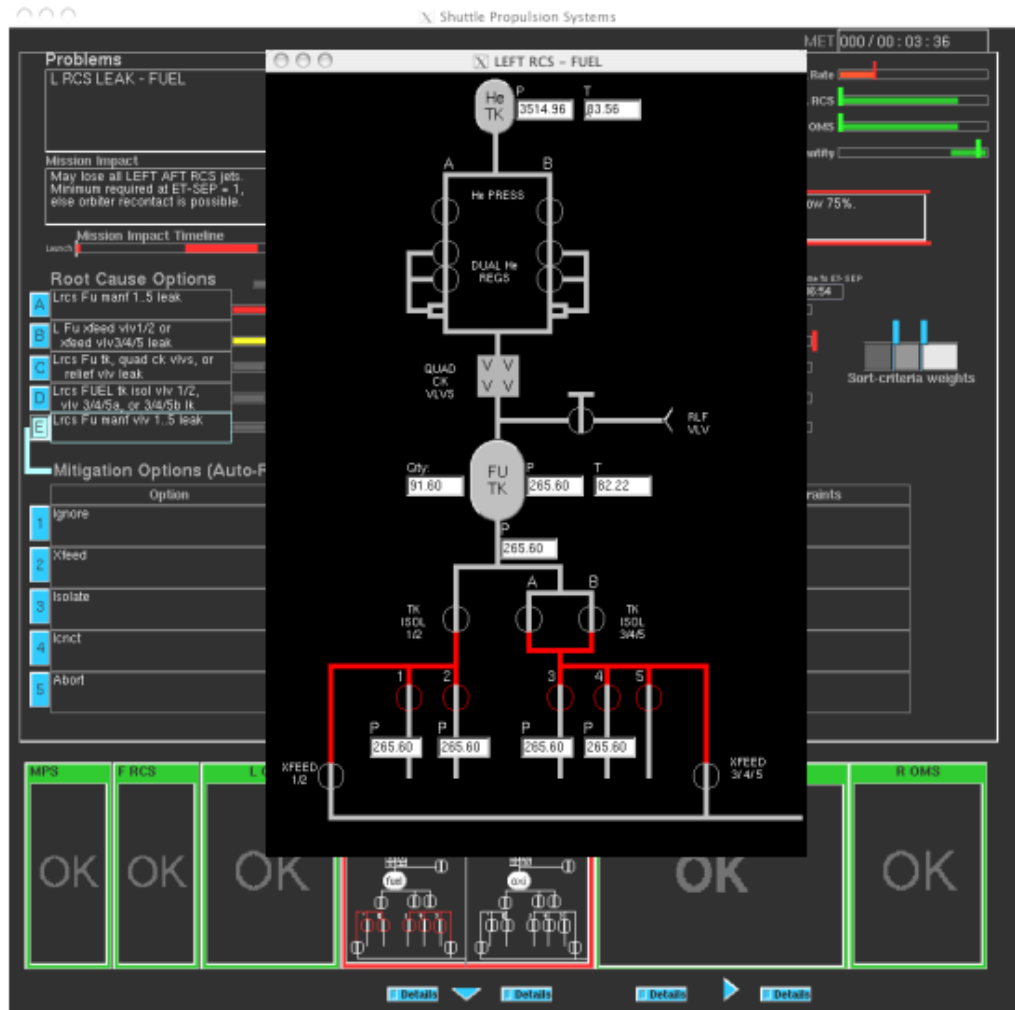 Shuttle Propulsion Systems
MET 000 / 00 : 03 : 36
Problems
L RCS LEAK - FUEL
Mission Impact
May lose all LEFT AFT RCS jets.
Minimum required at ET-SEP = 1,
else orbiter recontact is possible.
Mission Impact Timeline
Launch
Root Cause Options
A Lrcs Fu manf 1..5 leak
B L Fu xfeed vlv1/2 or
xfeed vlv3/4/5 leak
C Lrcs Fu tk, quad ck vlvs, or
relief vlv leak
D Lrcs FUEL tk isol vlv 1/2,
vlv 3/4/5a, or 3/4/5b lk
E Lrcs Fu manf vlv 1..5 leak
Mitigation Options (Auto-
Option
1 Ignore
2 Xfeed
3 Isolate
4 Icnct
5 Abort
LEFT RCS - FUEL
He
TK
P
3514.96
T
83.56
A
B
He PRESS
DUAL He
REGS
QUAD
CK
VLVS
V V
V V
RLF
VLV
Qty:
91.60
FU
TK
P
265.60
T
82.22
P
265.60
A
B
TK
ISOL
1/2
TK
ISOL
3/4/5
1 2 3 4 5
P
265.60
P
265.60
P
265.60
P
265.60
XFEED
1/2
XFEED
3/4/5
Rate
RCS
OMS
ow 75%.
to ET-SEP
6:54
Sort-criteria weights
raints
MPS
OK
F RCS
OK
L
OK
fuel
oxi
OK
R OMS
OK
Details
Details
Details
Details